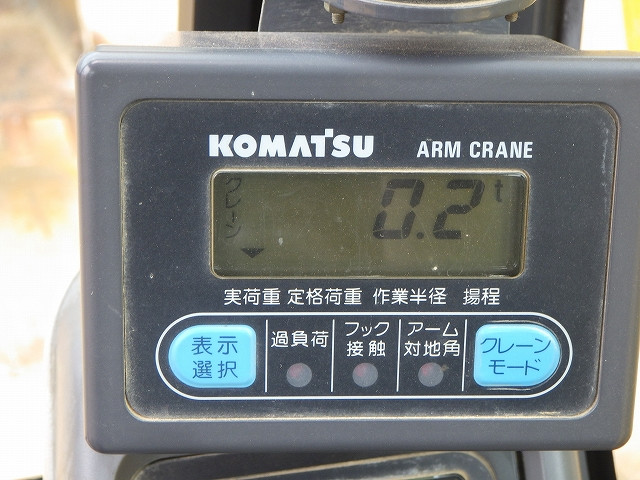 KOMATSU ARM CRANE
クレーン 0.2 t
実荷重 定格荷重 作業半径 揚程
表示
選択
過負荷
フック
接触
アーム
対地角
クレーン
モード